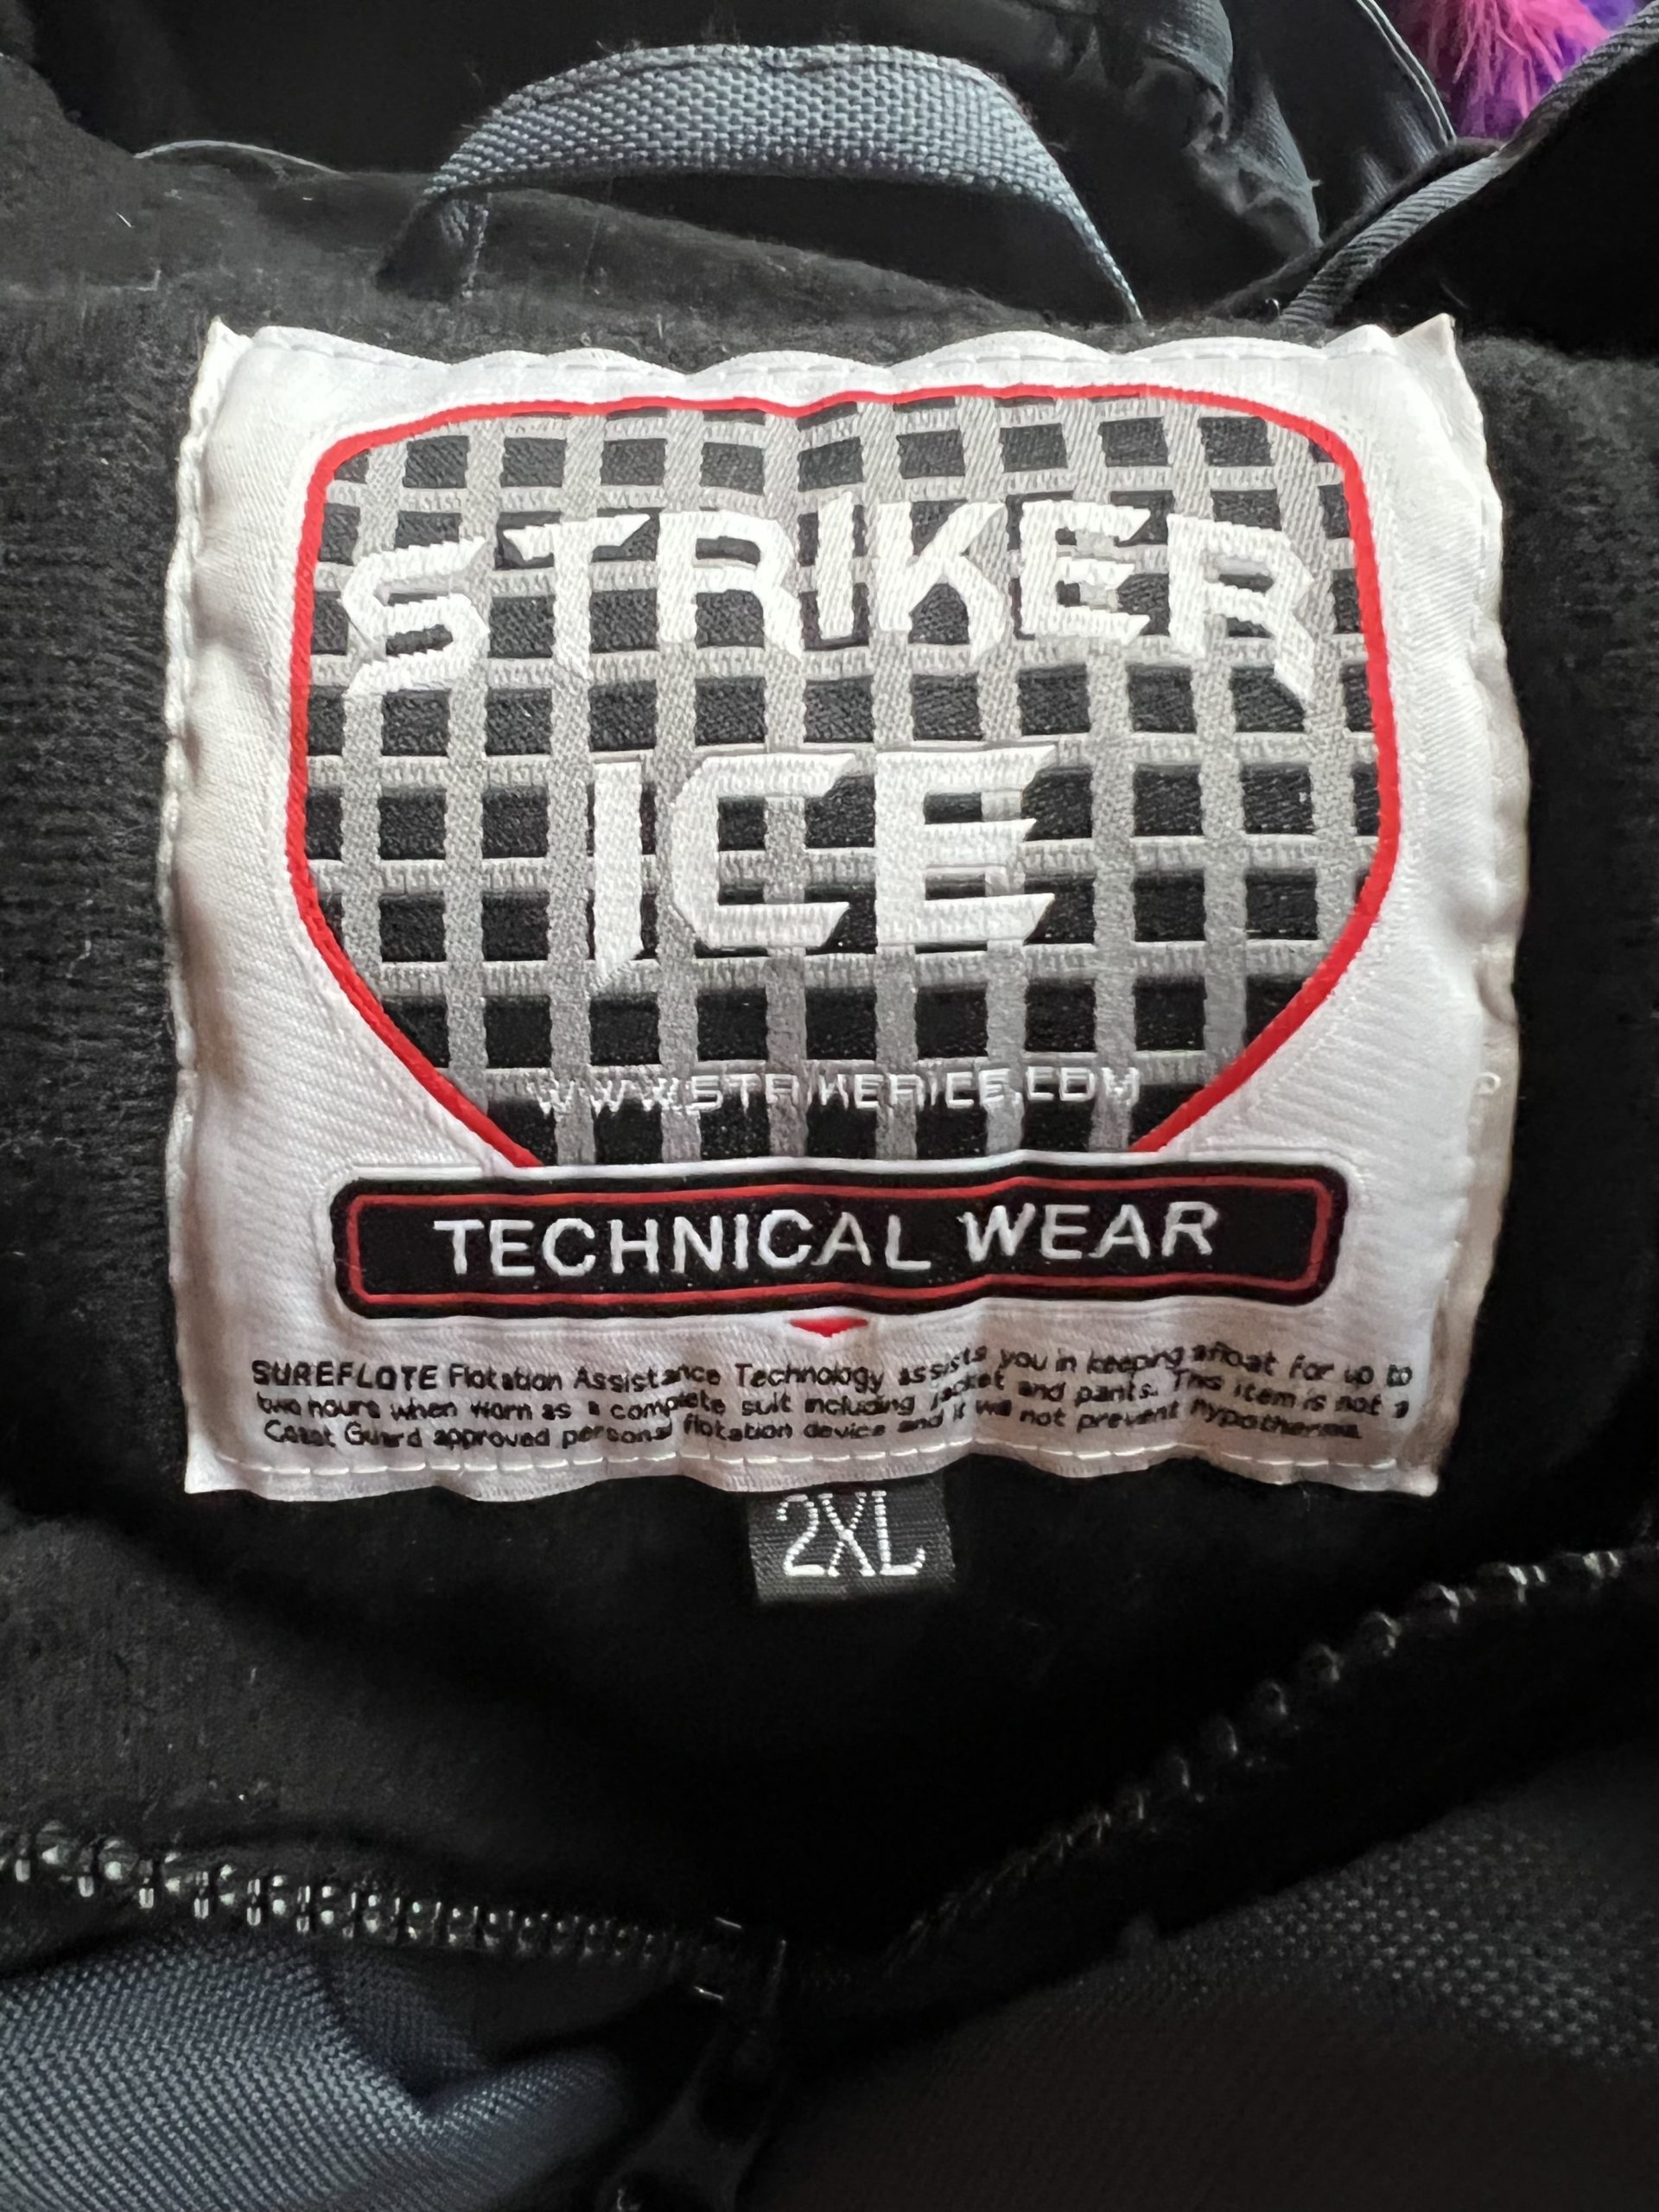 STRIKER
ICE
WWW.STRIKERICE.COM
TECHNICAL WEAR
SUREFLOTE Flotation Assistance Technology assists you in keeping afloat for up to
two hours when worn as a complete suit including jacket and pants. This item is not a
Coast Guard approved personal flotation device and it will not prevent hypothermia.
2XL